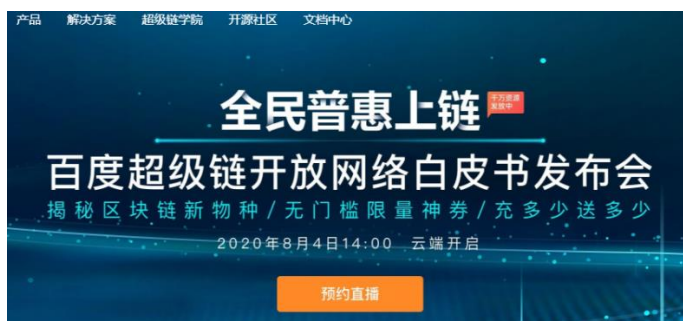 产品 解决方案 超级链学院 开源社区 文档中心
全民普惠上链
千万资源
发放中
百度超级链开放网络白皮书发布会
揭秘区块链新物种/无门槛限量神券/充多少送多少
2020年8月4日14:00 云端开启
预约直播